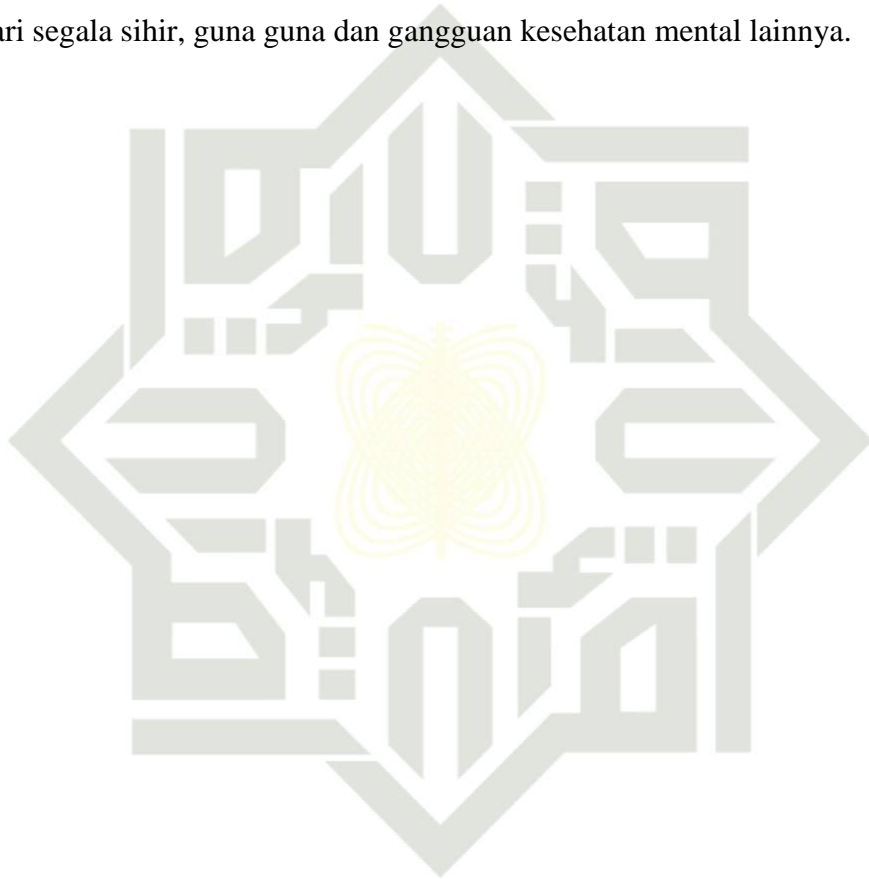 ari segala sihir, guna guna dan gangguan kesehatan mental lainnya.